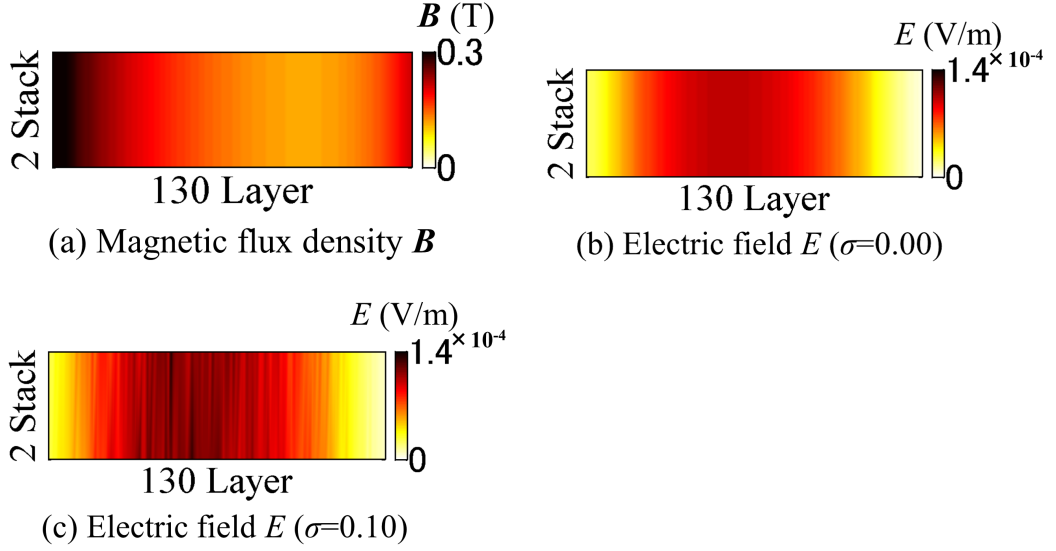 B (T)
0.3
2 Stack
0
130 Layer
(a) Magnetic flux density B
E (V/m)
1.4 × 10-4
2 Stack
0
130 Layer
(b) Electric field E (σ=0.00)
E (V/m)
1.4 × 10-4
2 Stack
0
130 Layer
(c) Electric field E (σ=0.10)